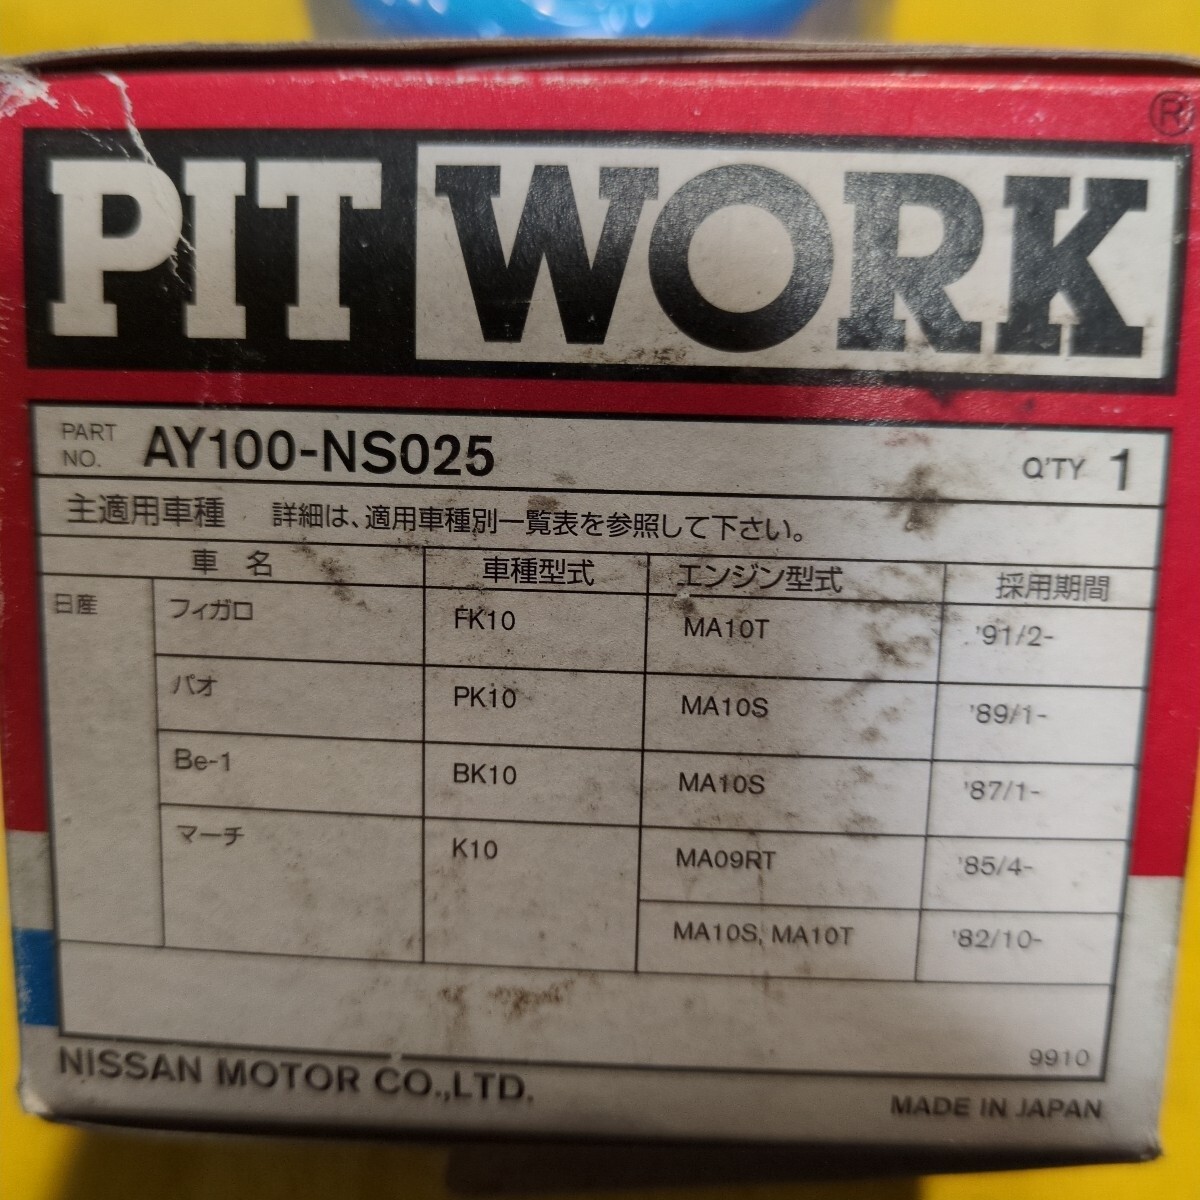 ®
PIT WORK
PART NO. AY100-NS025 Q'TY 1
主適用車種 詳細は、適用車種別一覧表を参照して下さい。
車 名 車種型式 エンジン型式 採用期間
日産 フィガロ FK10 MA10T '91/2-
パオ PK10 MA10S '89/1-
Be-1 BK10 MA10S '87/1-
マーチ K10 MA09RT '85/4-
MA10S, MA10T '82/10-
9910
NISSAN MOTOR CO.,LTD.
MADE IN JAPAN